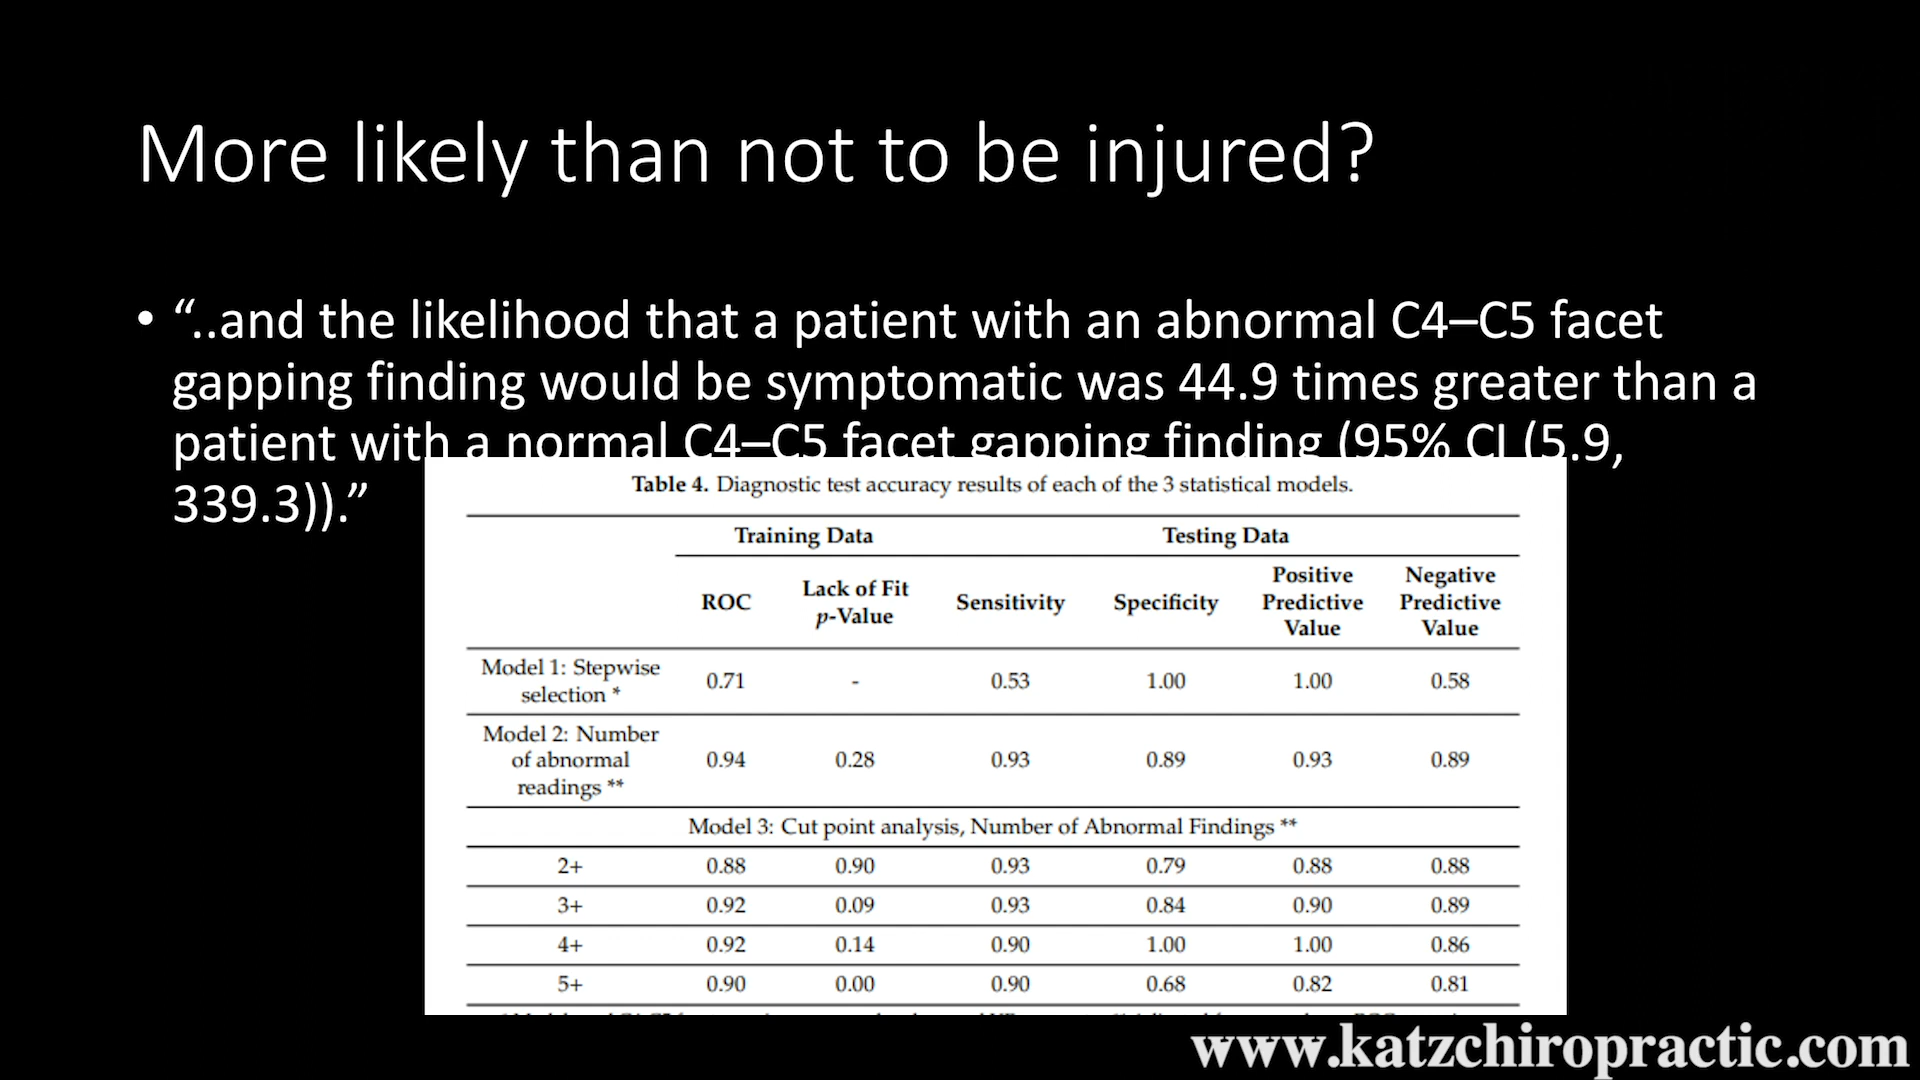 More likely than not to be injured?
• “..and the likelihood that a patient with an abnormal C4–C5 facet
gapping finding would be symptomatic was 44.9 times greater than a
patient with a normal C4–C5 facet gapping finding (95% CI (5.9,
339.3)).”
Table 4. Diagnostic test accuracy results of each of the 3 statistical models.
Training Data Testing Data
ROC Lack of Fit p-Value Sensitivity Specificity Positive Predictive Value Negative Predictive Value
Model 1: Stepwise selection * 0.71 - 0.53 1.00 1.00 0.58
Model 2: Number of abnormal readings ** 0.94 0.28 0.93 0.89 0.93 0.89
Model 3: Cut point analysis, Number of Abnormal Findings **
2+ 0.88 0.90 0.93 0.79 0.88 0.88
3+ 0.92 0.09 0.93 0.84 0.90 0.89
4+ 0.92 0.14 0.90 1.00 1.00 0.86
5+ 0.90 0.00 0.90 0.68 0.82 0.81
www.katzchiropractic.com